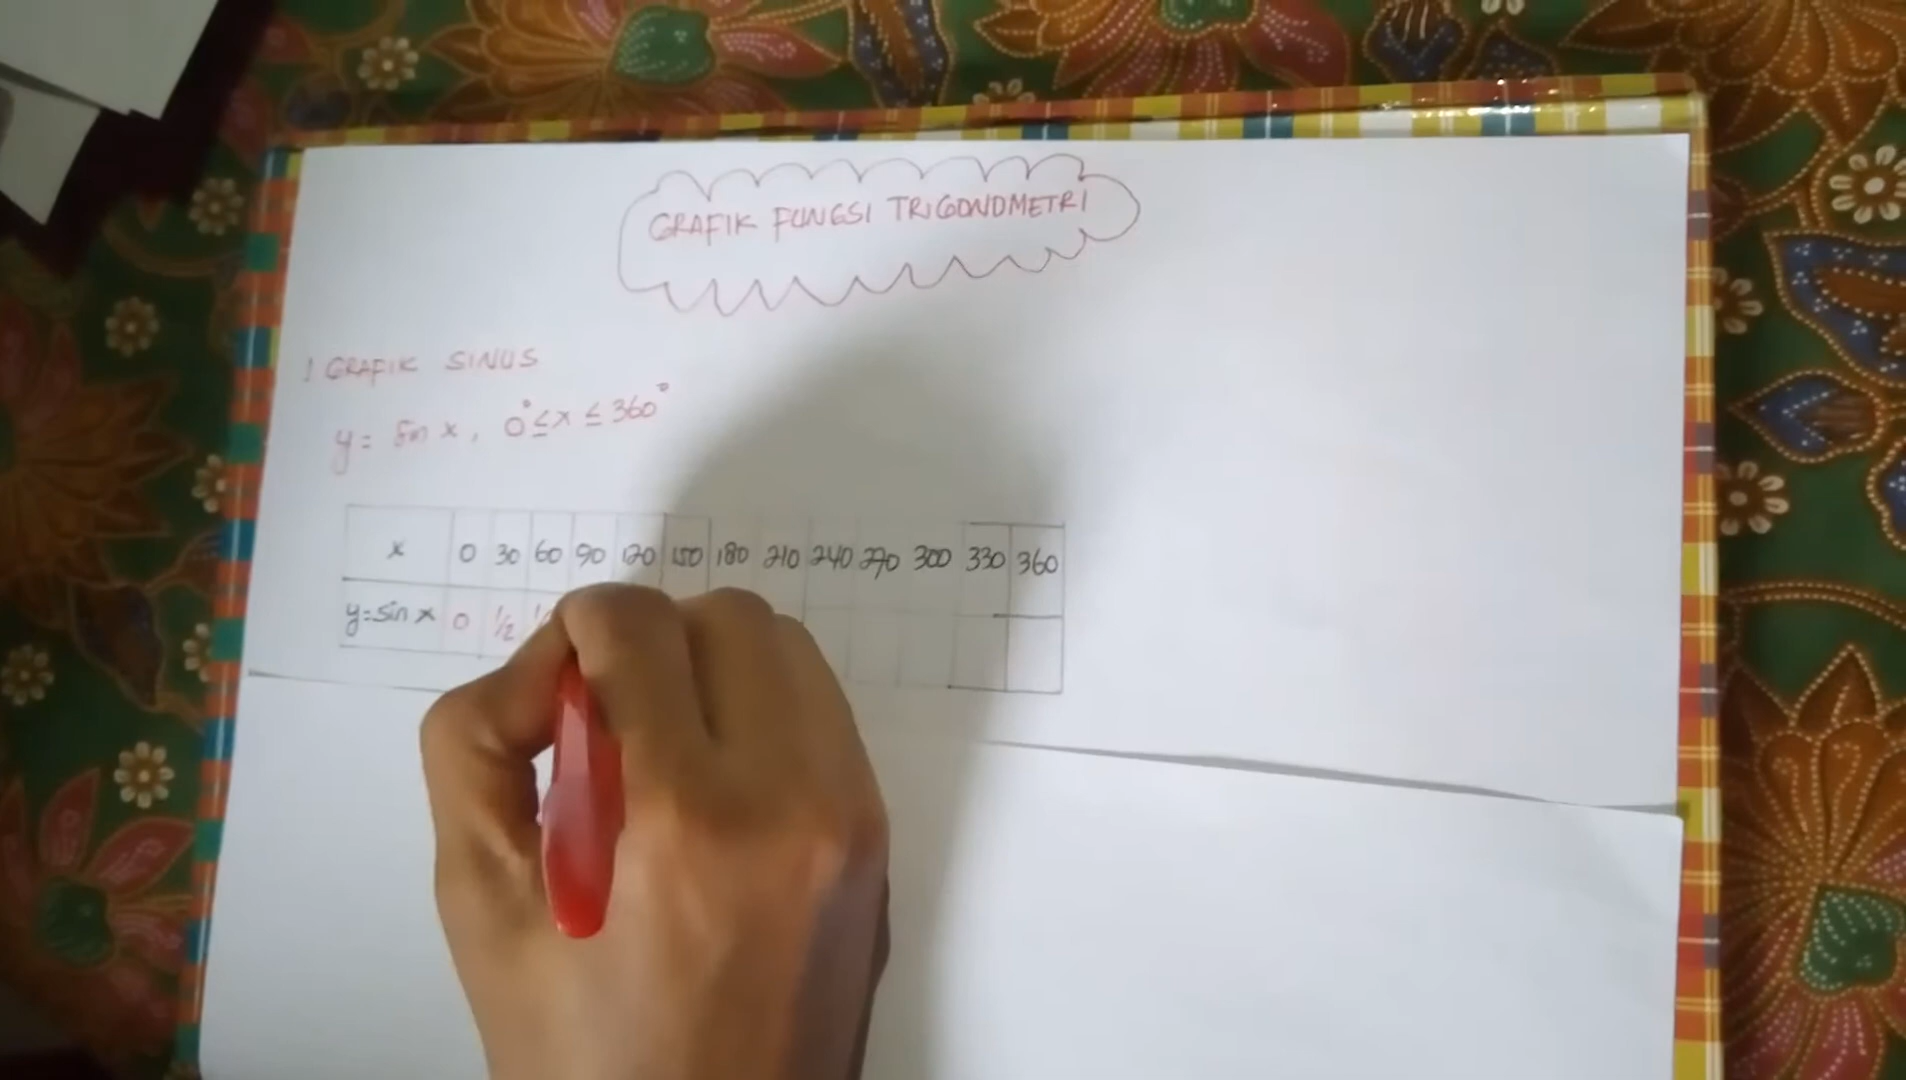 GRAFIK FUNGSI TRIGONOMETRI
1 GRAFIK SINUS
y = Sin x, 0° ≤ x ≤ 360°
x 0 30 60 90 120 150 180 210 240 270 300 330 360
y=sin x 0 1/2